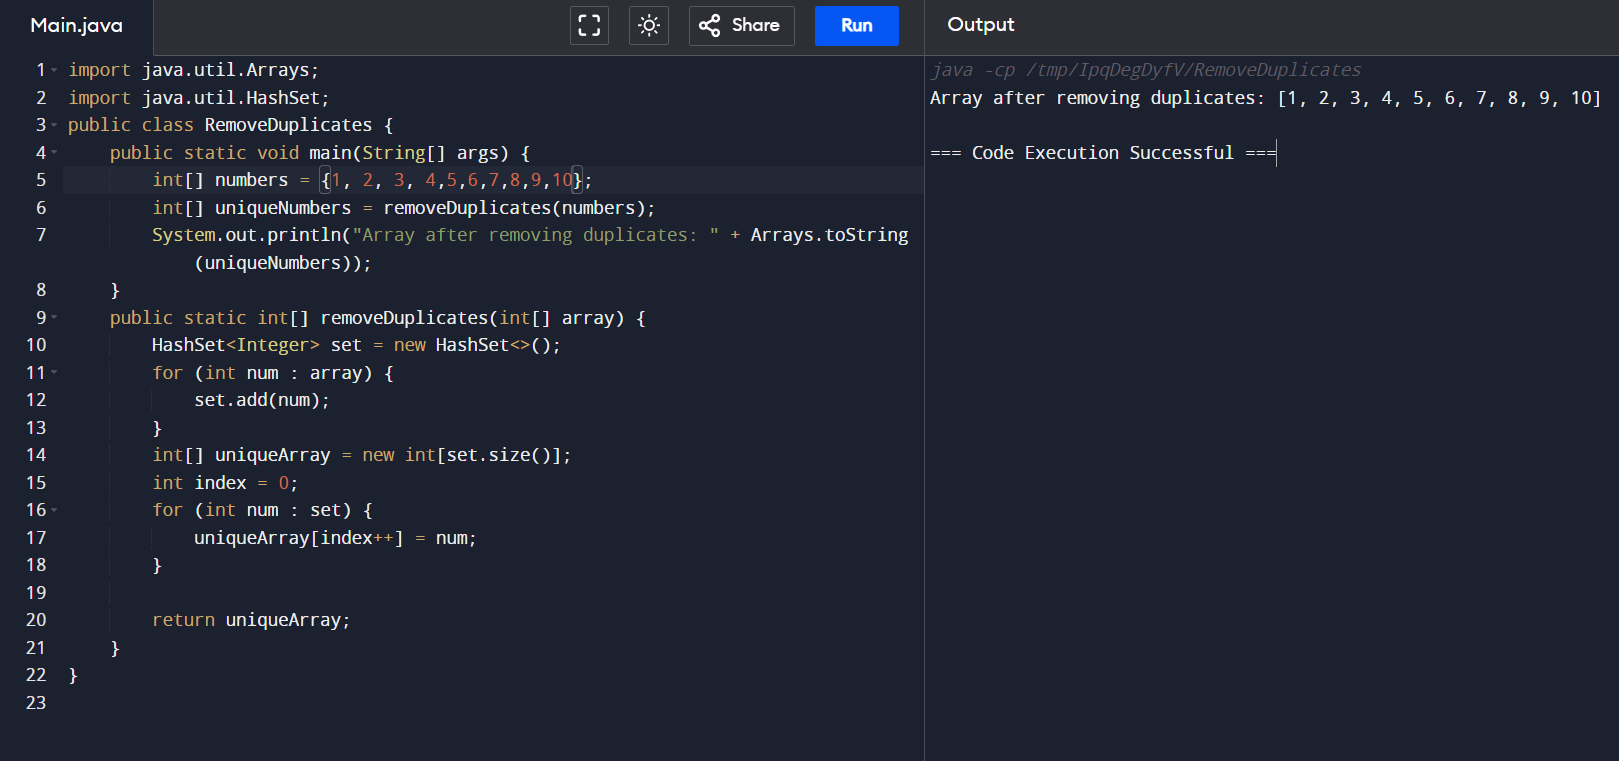 Main.java
Share
Run
Output
1 import java.util.Arrays;
2 import java.util.HashSet;
3 public class RemoveDuplicates {
4     public static void main(String[] args) {
5         int[] numbers = {1, 2, 3, 4,5,6,7,8,9,10};
6         int[] uniqueNumbers = removeDuplicates(numbers);
7         System.out.println("Array after removing duplicates: " + Arrays.toString
            (uniqueNumbers));
8     }
9     public static int[] removeDuplicates(int[] array) {
10         HashSet<Integer> set = new HashSet<>();
11         for (int num : array) {
12             set.add(num);
13         }
14         int[] uniqueArray = new int[set.size()];
15         int index = 0;
16         for (int num : set) {
17             uniqueArray[index++] = num;
18         }
19
20         return uniqueArray;
21     }
22 }
23
java -cp /tmp/IpqDegDyfV/RemoveDuplicates
Array after removing duplicates: [1, 2, 3, 4, 5, 6, 7, 8, 9, 10]
=== Code Execution Successful ===